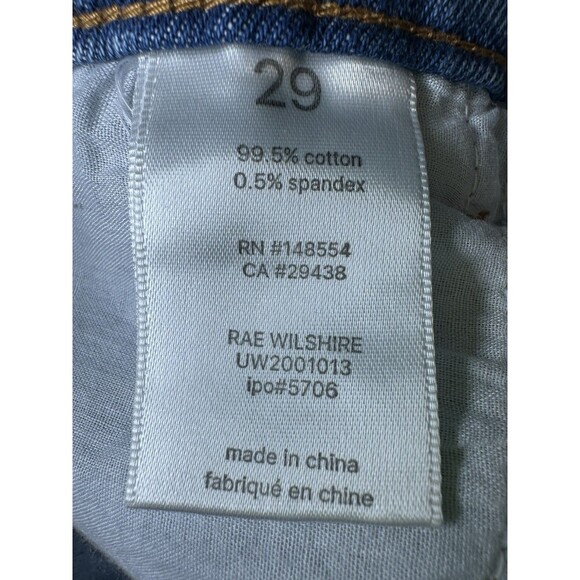 29
99.5% cotton
0.5% spandex
RN #148554
CA #29438
RAE WILSHIRE
UW2001013
ipo#5706
made in china
fabriqué en chine